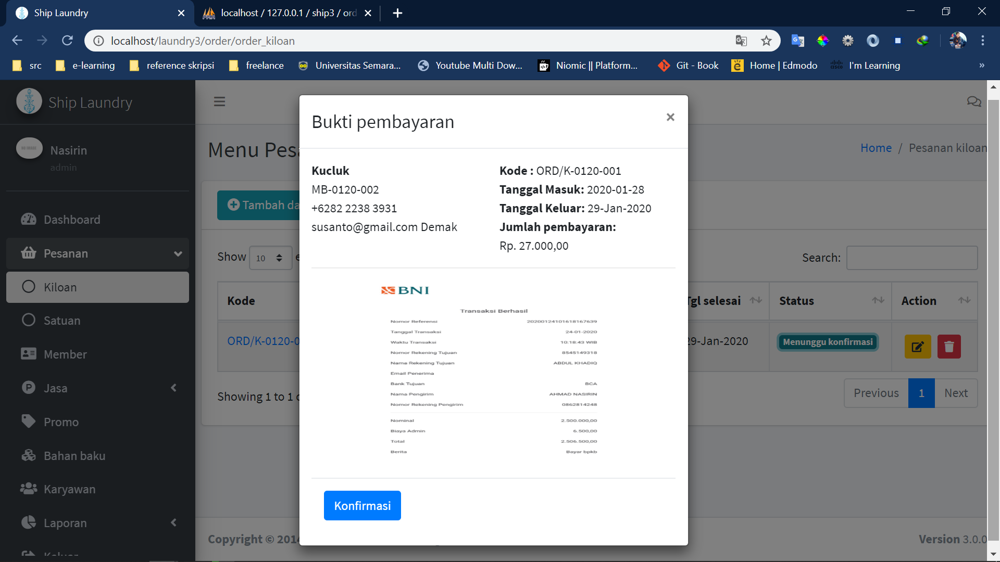 Ship Laundry
localhost / 127.0.0.1 / ship3 / ord
localhost/laundry3/order/order_kiloan
src
e-learning
reference skripsi
freelance
Universitas Semara...
Youtube Multi Dow...
Niomic || Platform...
Git - Book
Home | Edmodo
I'm Learning
»
Ship Laundry
Nasirin
admin
Dashboard
Pesanan
Kiloan
Satuan
Member
Jasa
Promo
Bahan baku
Karyawan
Laporan
Keluar
Menu Pesa
Home / Pesanan kiloan
Tambah da
Show 10 e
Search:
Kode
Tgl selesai
Status
Action
ORD/K-0120-0
29-Jan-2020
Menunggu konfirmasi
Showing 1 to 1 o
Previous 1 Next
Copyright © 2014
Version 3.0.0
Bukti pembayaran
×
Kucluk
MB-0120-002
+6282 2238 3931
susanto@gmail.com Demak
Kode : ORD/K-0120-001
Tanggal Masuk: 2020-01-28
Tanggal Keluar: 29-Jan-2020
Jumlah pembayaran:
Rp. 27.000,00
BNI
Transaksi Berhasil
Nomor Referensi 20200124101618167639
Tanggal Transaksi 24-01-2020
Waktu Transaksi 10:18:43 WIB
Nomor Rekening Tujuan 8545149318
Nama Rekening Tujuan ABDUL KHADIQ
Email Penerima
Bank Tujuan BCA
Nama Pengirim AHMAD NASIRIN
Nomor Rekening Pengirim 0862814248
Nominal 2.500.000,00
Biaya Admin 6.500,00
Total 2.506.500,00
Berita Bayar bpkb
Konfirmasi